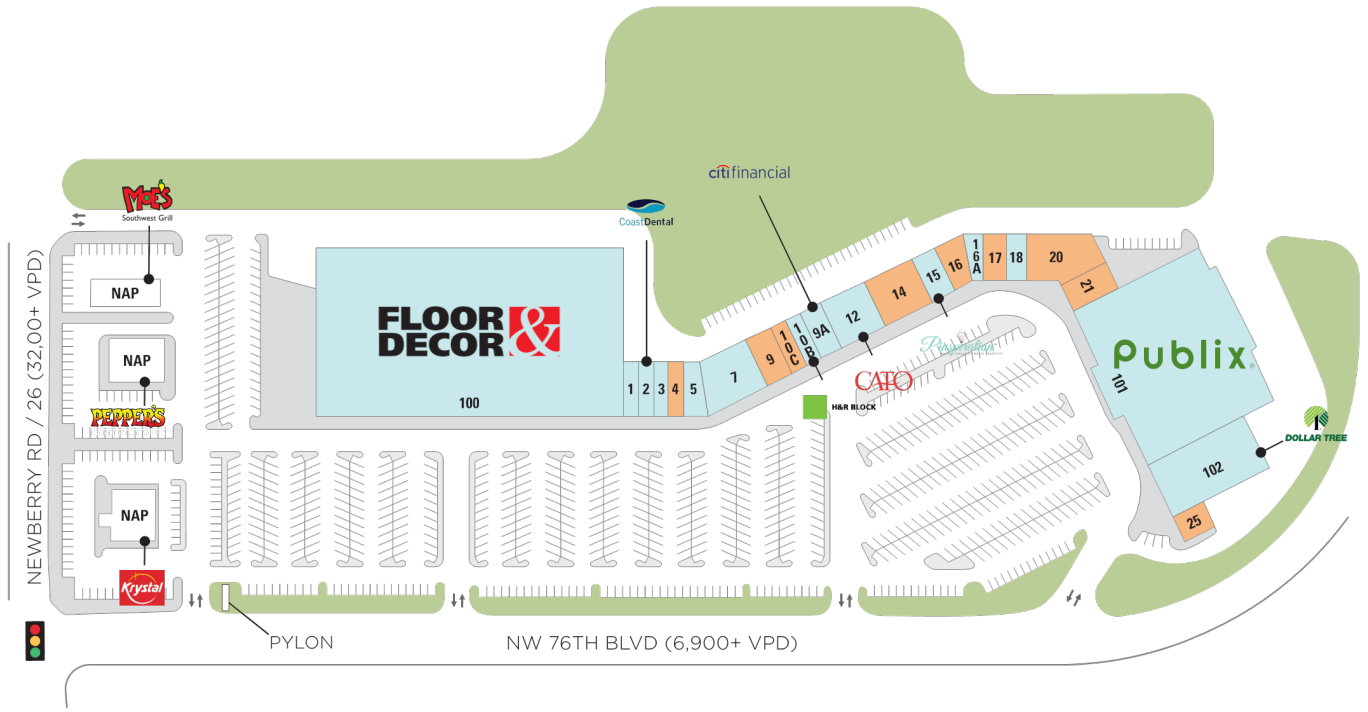 citi financial
MOE'S
Southwest Grill
CoastDental
NAP
NAP
PEPPER'S
NAP
Krystal
NEWBERRY RD / 26 (32,00+ VPD)
FLOOR &
DECOR
100
1
2
3
4
5
7
9
10C
10B
9A
12
14
15
16
16A
17
18
20
21
Publix
101
102
25
DOLLAR TREE
CATO
H&R BLOCK
PYLON
NW 76TH BLVD (6,900+ VPD)